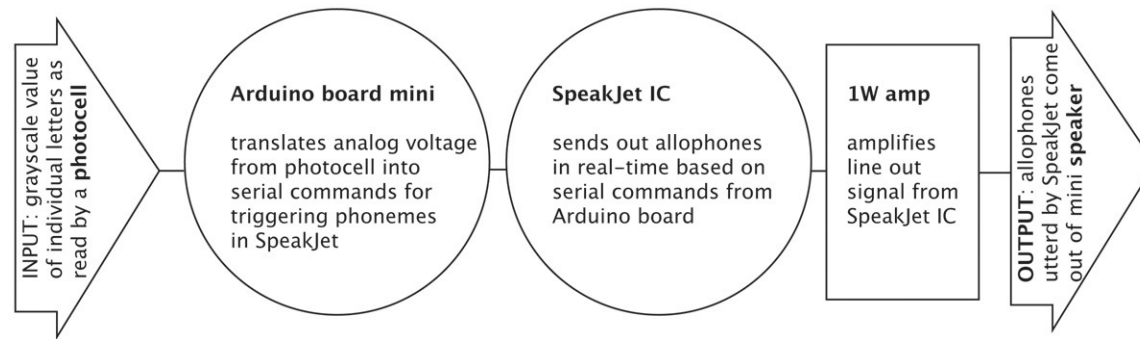 INPUT: grayscale value
of individual letters as
read by a photocell
Arduino board mini
translates analog voltage
from photocell into
serial commands for
triggering phonemes
in SpeakJet
SpeakJet IC
sends out allophones
in real-time based on
serial commands from
Arduino board
1W amp
amplifies
line out
signal from
SpeakJet IC
OUTPUT: allophones
utterd by SpeakJet come
out of mini speaker